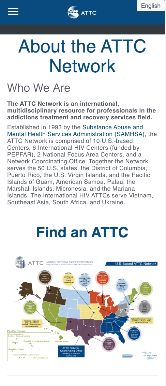 English
ATTC
About the ATTC
Network
Who We Are
The ATTC Network is an international,
multidisciplinary resource for professionals in the
addictions treatment and recovery services field.
Established in 1993 by the Substance Abuse and
Mental Health Services Administration (SAMHSA), the
ATTC Network is comprised of 10 U.S.-based
Centers, 6 International HIV Centers (funded by
PEPFAR), 2 National Focus Area Centers, and a
Network Coordinating Office. Together the Network
serves the 50 U.S. states, the District of Columbia,
Puerto Rico, the U.S. Virgin Islands, and the Pacific
Islands of Guam, American Samoa, Palau, the
Marshall Islands, Micronesia, and the Mariana
Islands. The International HIV ATTCs serve Vietnam,
Southeast Asia, South Africa, and Ukraine.
Find an ATTC
ATTC
U.S.-based ATTC Network